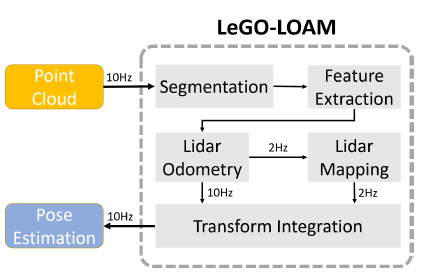 LeGO-LOAM
Point
Cloud
10Hz
Segmentation
Feature
Extraction
Lidar
Odometry
2Hz
Lidar
Mapping
10Hz
2Hz
Pose
Estimation
10Hz
Transform Integration